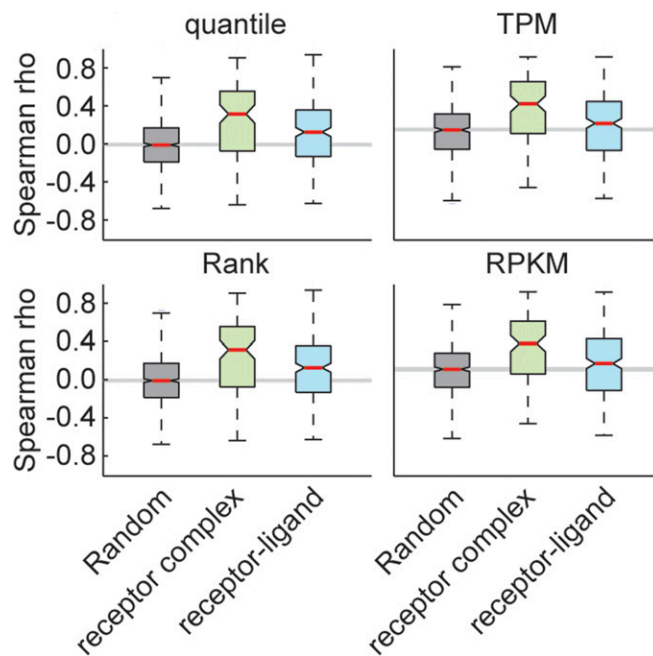 quantile
TPM
Spearman rho
0.8
0.4
0.0
-0.4
-0.8
Rank
RPKM
Spearman rho
0.8
0.4
0.0
-0.4
-0.8
Random
receptor complex
receptor-ligand
Random
receptor complex
receptor-ligand